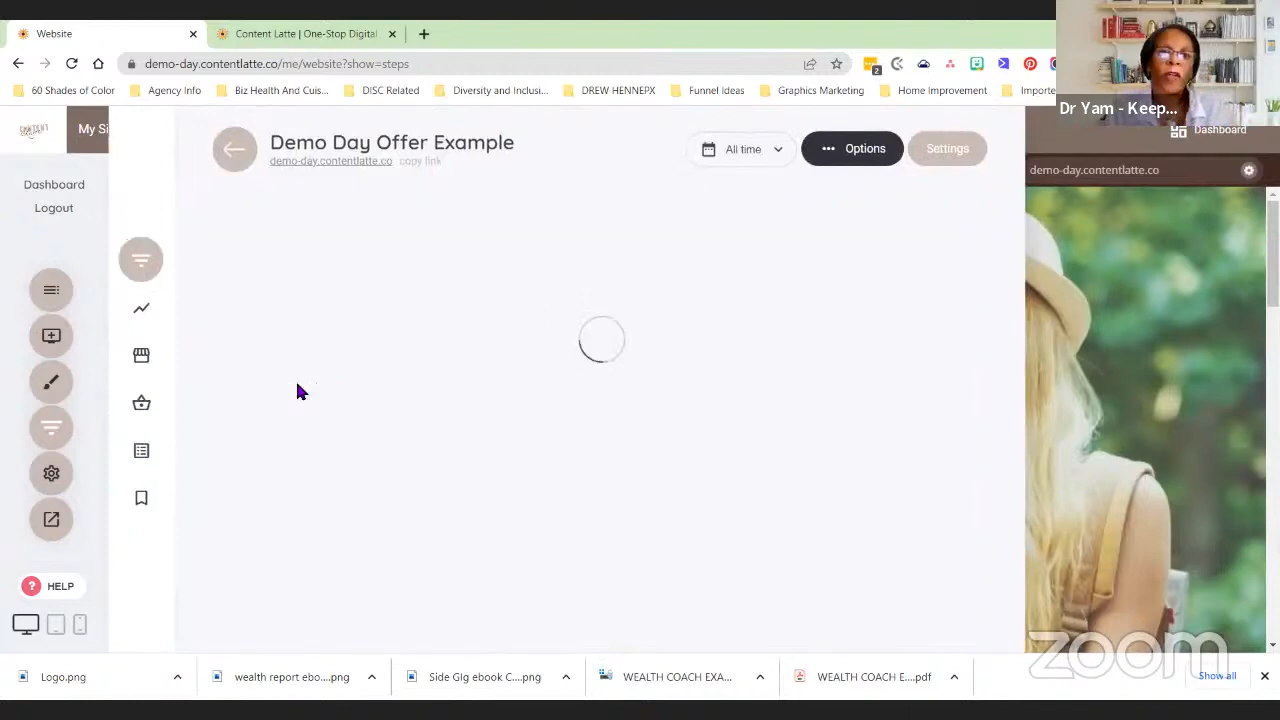 Website
Content Latte | One-Stop Digital
demo-day.contentlatte.co/me/website?show=steps
2
60 Shades of Color
Agency Info
Biz Health And Cuis...
DISC Related
Diversity and Inclusi...
DREW HENNEPX
Funnel Ideas
Graphics Marketing
Home Improvement
Importe
Dr Yam - Keep...
CONTENT
My Si
Dashboard
demo-day.contentlatte.co
Demo Day Offer Example
demo-day.contentlatte.co copy link
All time
Options
Settings
Dashboard
Logout
? HELP
zoom
Logo.png
wealth report ebo....png
Side Gig ebook C....png
WEALTH COACH EXA...
WEALTH COACH E....pdf
Show all